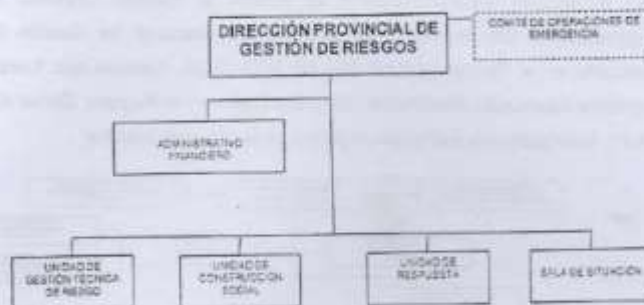 DIRECCIÓN PROVINCIAL DE
GESTIÓN DE RIESGOS
COMITÉ DE OPERACIONES DE
EMERGENCIA
ADMINISTRATIVO
FINANCIERO
UNIDAD DE
GESTIÓN TÉCNICA
DE RIESGO
UNIDAD DE
CONSTRUCCIÓN
SOCIAL
UNIDAD DE
RESPUESTA
SALA DE SITUACIÓN